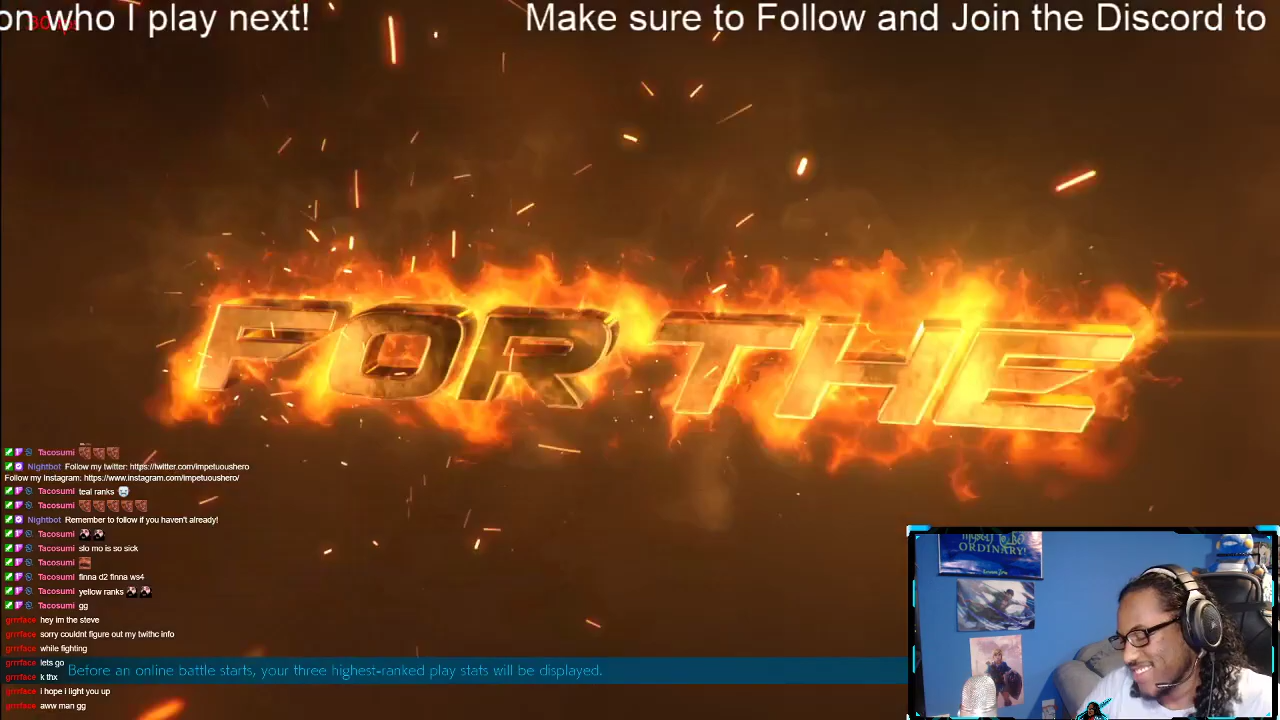 on who I play next!
Make sure to Follow and Join the Discord to
FOR THE
Tacosumi
Nightbot Follow my twitter: https://twitter.com/impetuoushero
Follow my Instagram: https://www.instagram.com/impetuoushero/
Tacosumi teal ranks
Tacosumi
Nightbot Remember to follow if you haven't already!
Tacosumi
Tacosumi slo mo is so sick
Tacosumi
Tacosumi finna d2 finna ws4
Tacosumi yellow ranks
Tacosumi gg
grrrface hey im the steve
grrrface sorry couldnt figure out my twithc info
grrrface while fighting
grrrface lets go
grrrface k thx
grrrface i hope i light you up
grrrface aww man gg
Before an online battle starts, your three highest-ranked play stats will be displayed.
ORDINARY!